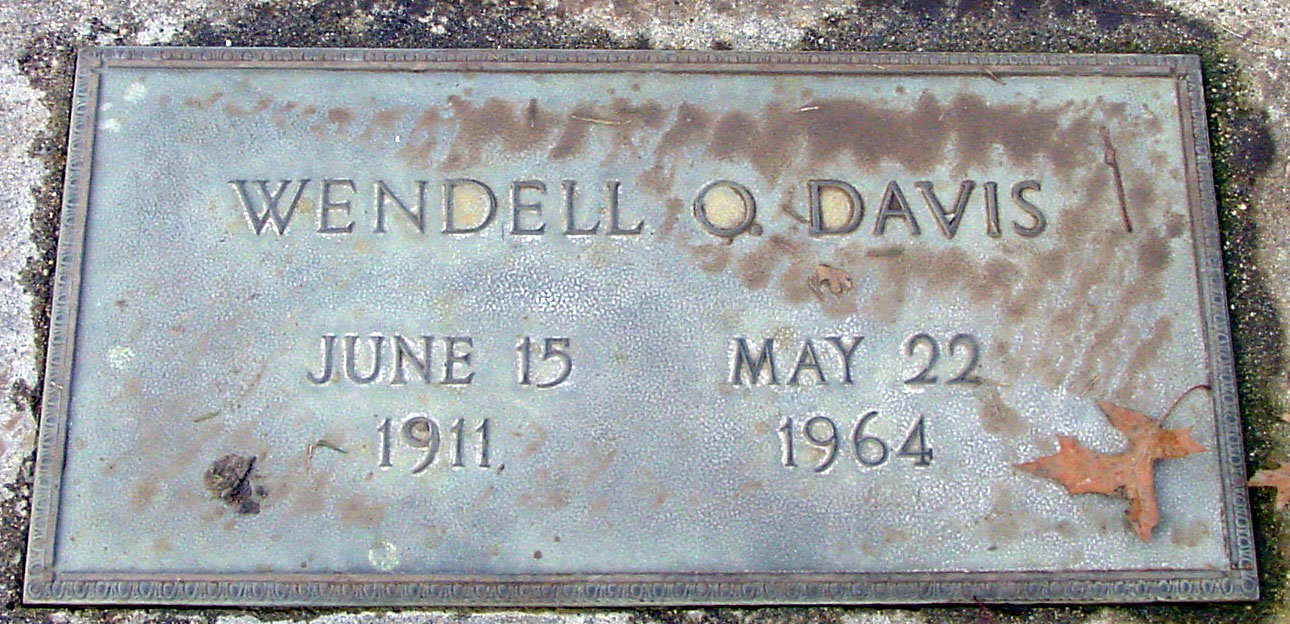 WENDELL O. DAVIS
JUNE 15 MAY 22
1911 1964